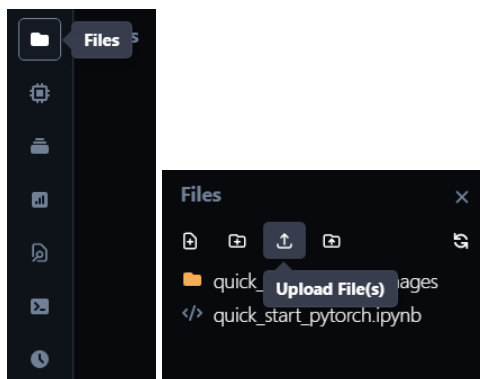 Files
s
Files
quick_
ages
Upload File(s)
quick_start_pytorch.ipynb